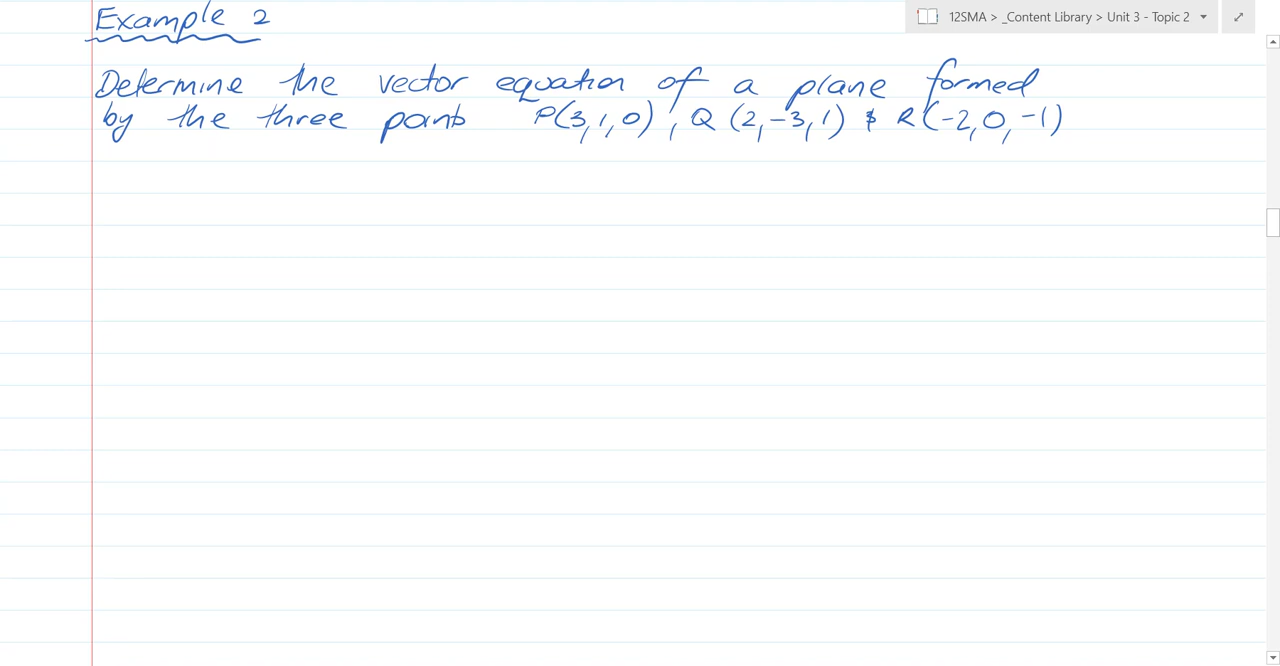 Example 2
12SMA > _Content Library > Unit 3 - Topic 2
Determine the vector equation of a plane formed
by the three point P(3,1,0), Q(2,-3,1) & R(-2,0,-1)